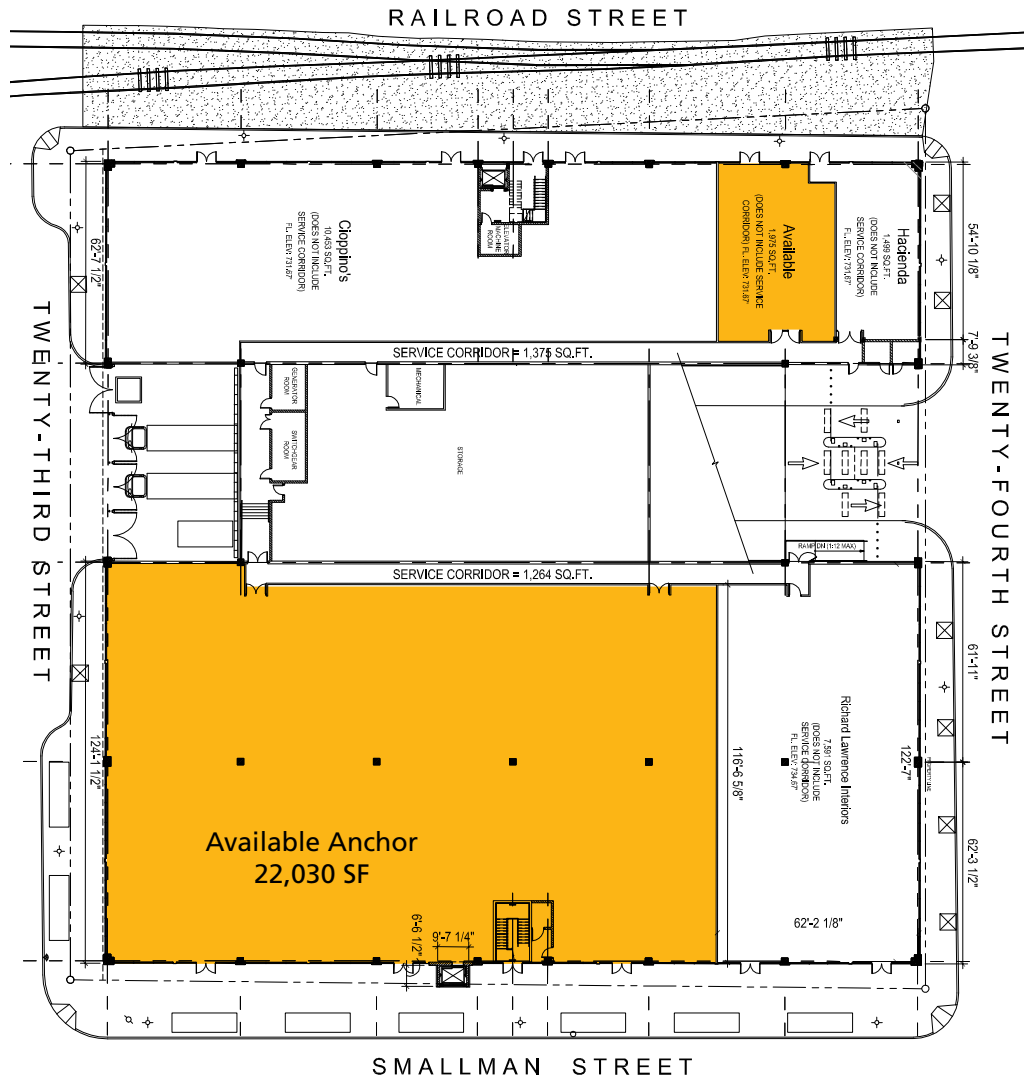 RAILROAD STREET
TWENTY-THIRD STREET
TWENTY-FOURTH STREET
SMALLMAN STREET
62'-7 1/2"
Cioppino's
10,453 SQ.FT.
(DOES NOT INCLUDE
SERVICE CORRIDOR)
FL. ELEV: 731.67'
ELEVATOR
MACHINE
ROOM
Available
1,975 SQ.FT.
(DOES NOT INCLUDE SERVICE
CORRIDOR) FL. ELEV: 731.67'
Hacienda
1,499 SQ.FT.
(DOES NOT INCLUDE
SERVICE CORRIDOR)
FL. ELEV: 731.67'
54'-10 1/8"
7'-9 3/8"
SERVICE CORRIDOR = 1,375 SQ.FT.
GENERATOR
ROOM
SWITCHGEAR
ROOM
MECHANICAL
STORAGE
RAMP DN (1:12 MAX)
SERVICE CORRIDOR = 1,264 SQ.FT.
61'-11"
124'-1 1/2"
116'-6 5/8"
Richard Lawrence Interiors
7,591 SQ.FT.
(DOES NOT INCLUDE
SERVICE CORRIDOR)
FL. ELEV: 734.67'
122'-7"
62'-3 1/2"
Available Anchor
22,030 SF
6'-6 1/2"
9'-7 1/4"
62'-2 1/8"